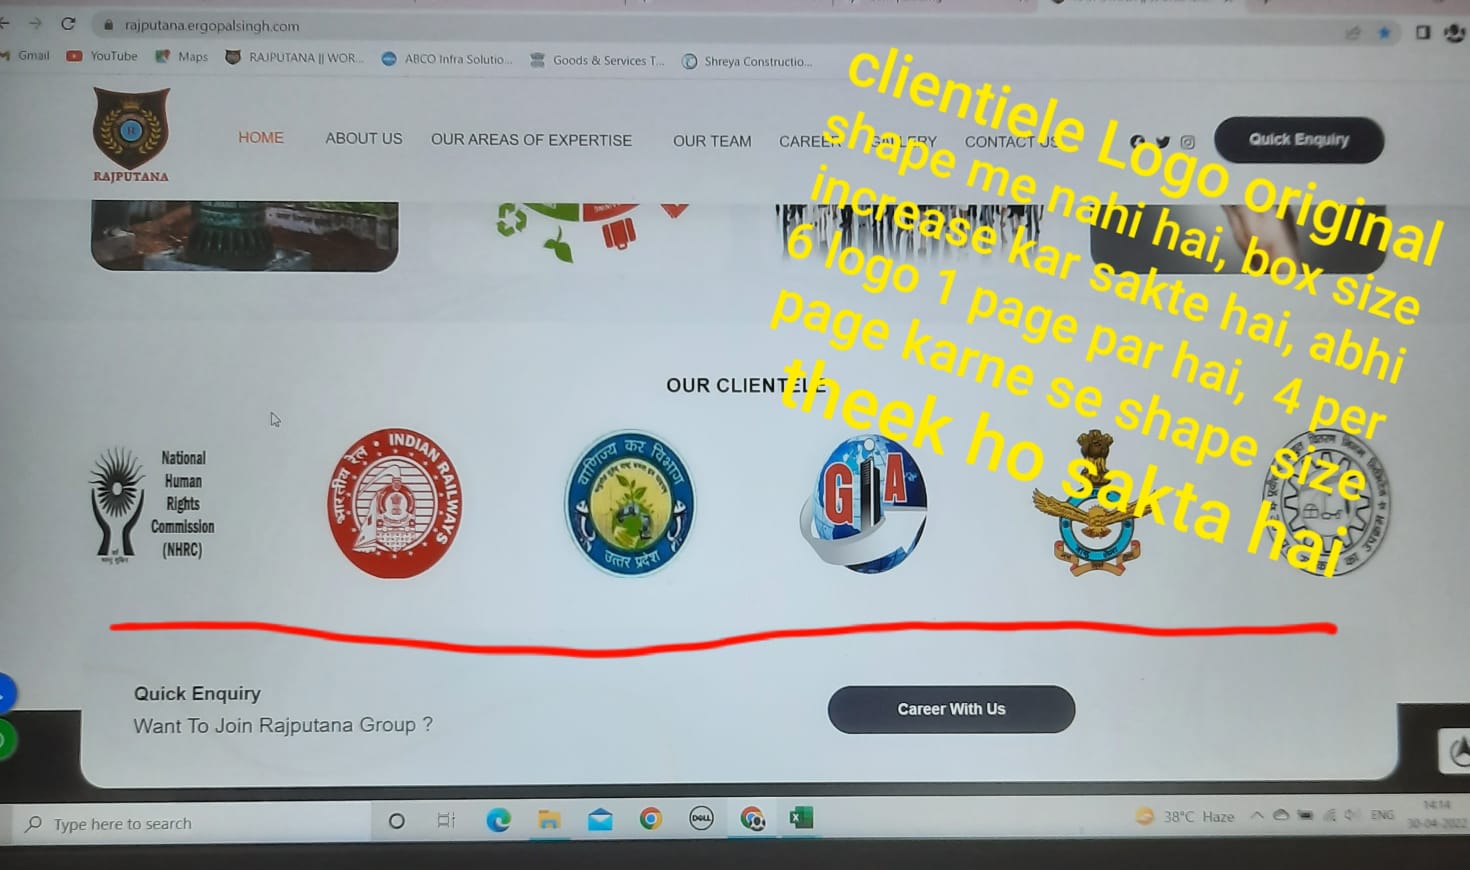 rajputana.ergopalsingh.com
Gmail YouTube Maps RAJPUTANA || WOR... ABCO Infra Solutio... Goods & Services T... Shreya Constructio...
RAJPUTANA
HOME ABOUT US OUR AREAS OF EXPERTISE OUR TEAM CAREER GALLERY CONTACT US Quick Enquiry
clientiele Logo original
shape me nahi hai, box size
increase kar sakte hai, abhi
6 logo 1 page par hai, 4 per
page karne se shape size
theek ho sakta hai
OUR CLIENTELE
National
Human
Rights
Commission
(NHRC)
भारतीय रेल • INDIAN RAILWAYS
वाणिज्य कर विभाग
उत्तर प्रदेश
GIA
Quick Enquiry
Want To Join Rajputana Group ?
Career With Us
Type here to search
DELL
38°C Haze ENG
14:14
30-04-2022